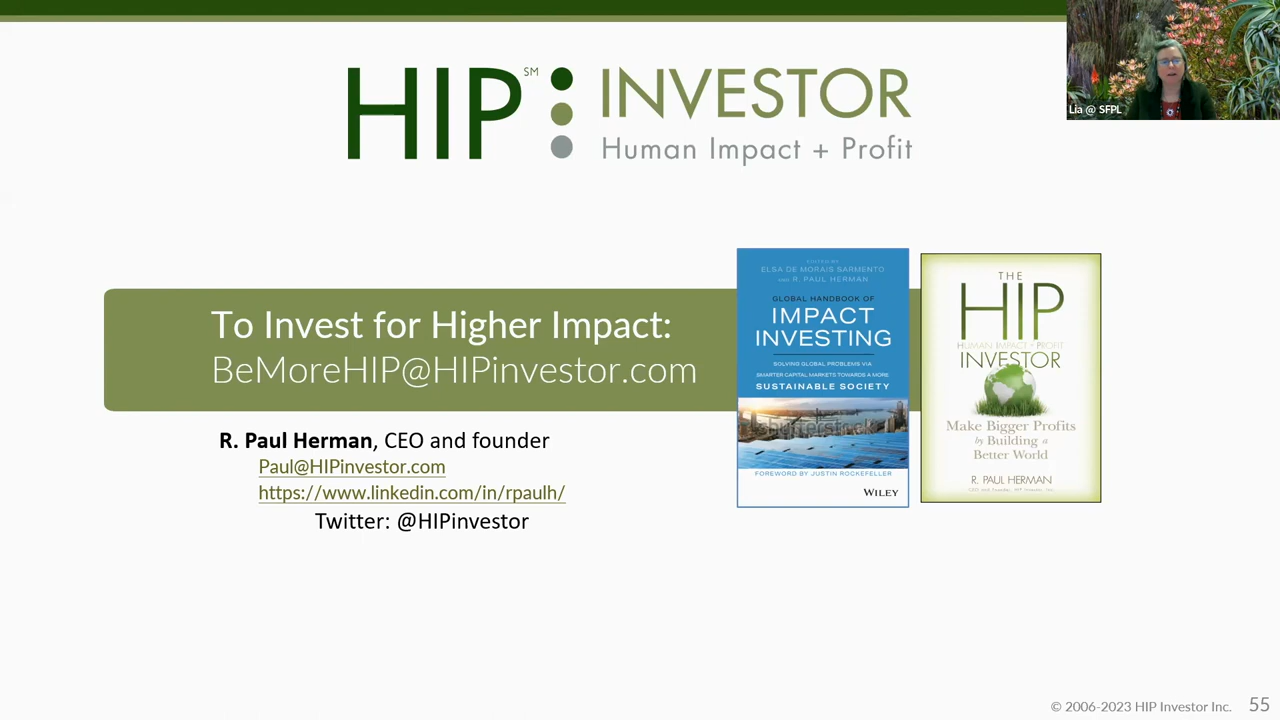 HIP SM INVESTOR
Human Impact + Profit
Lia @ SFPL
To Invest for Higher Impact:
BeMoreHIP@HIPinvestor.com
R. Paul Herman, CEO and founder
Paul@HIPinvestor.com
https://www.linkedin.com/in/rpaulh/
Twitter: @HIPinvestor
EDITED BY
ELSA DE MORAIS SARMENTO
AND R. PAUL HERMAN
GLOBAL HANDBOOK OF
IMPACT
INVESTING
SOLVING GLOBAL PROBLEMS VIA
SMARTER CAPITAL MARKETS TOWARDS A MORE
SUSTAINABLE SOCIETY
shutterstock
FOREWORD BY JUSTIN ROCKEFELLER
WILEY
THE
HIP
HUMAN IMPACT + PROFIT
INVESTOR
Make Bigger Profits
by Building a
Better World
R. PAUL HERMAN
CEO and founder, HIP Investor Inc.
© 2006-2023 HIP Investor Inc. 55